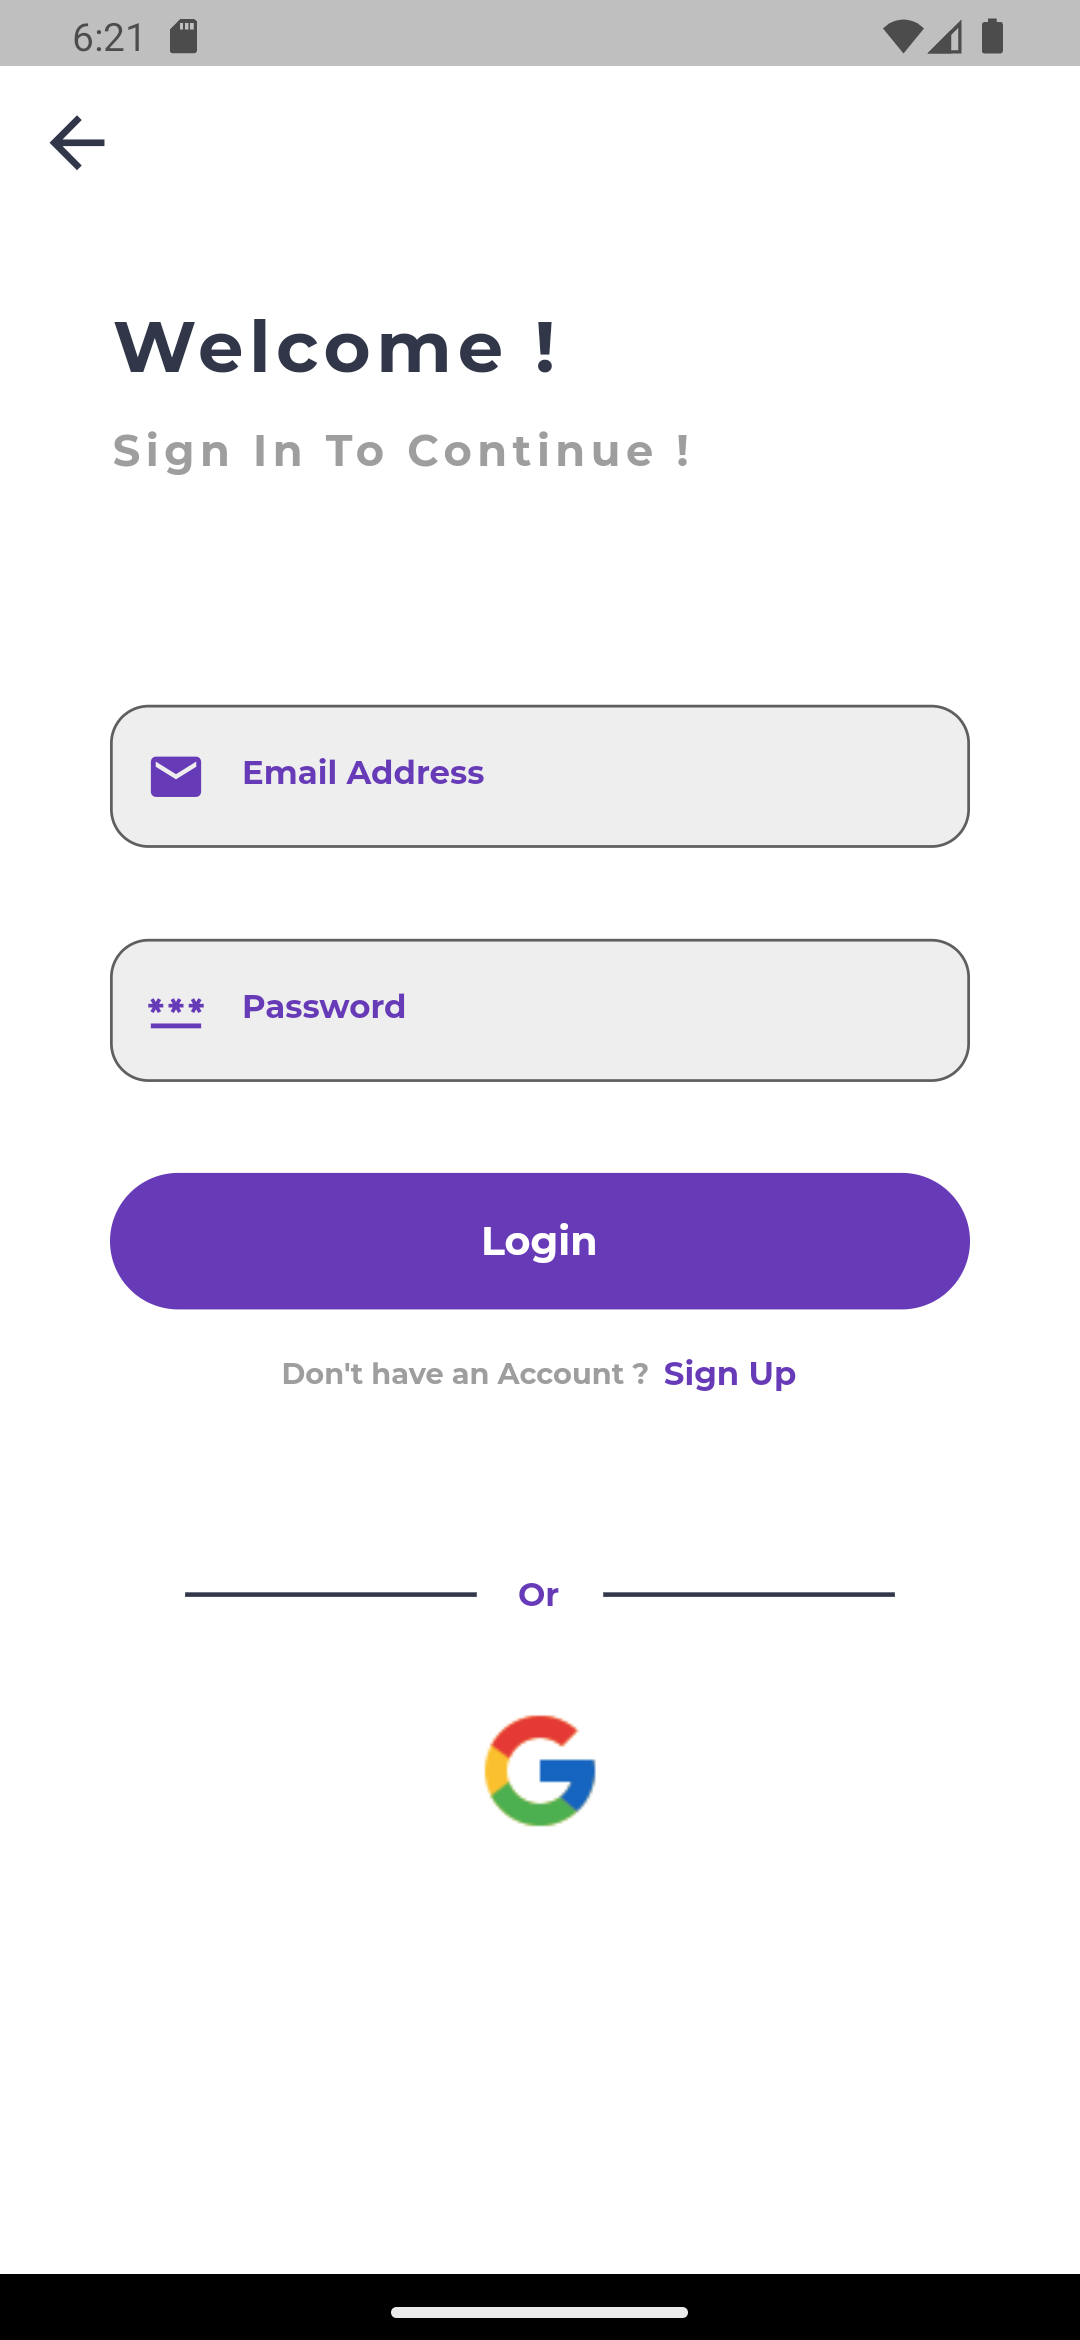 6:21
Welcome !
Sign In To Continue !
Email Address
*** Password
Login
Don't have an Account ? Sign Up
Or
G